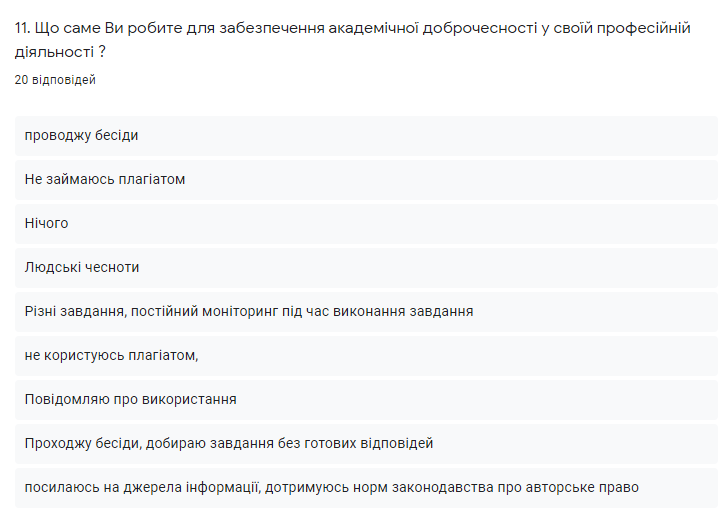 11. Що саме Ви робите для забезпечення академічної доброчесності у своїй професійній
діяльності ?
20 відповідей
проводжу бесіди
Не займаюсь плагіатом
Нічого
Людські чесноти
Різні завдання, постійний моніторинг під час виконання завдання
не користуюсь плагіатом,
Повідомляю про використання
Проходжу бесіди, добираю завдання без готових відповідей
посилаюсь на джерела інформації, дотримуюсь норм законодавства про авторське право